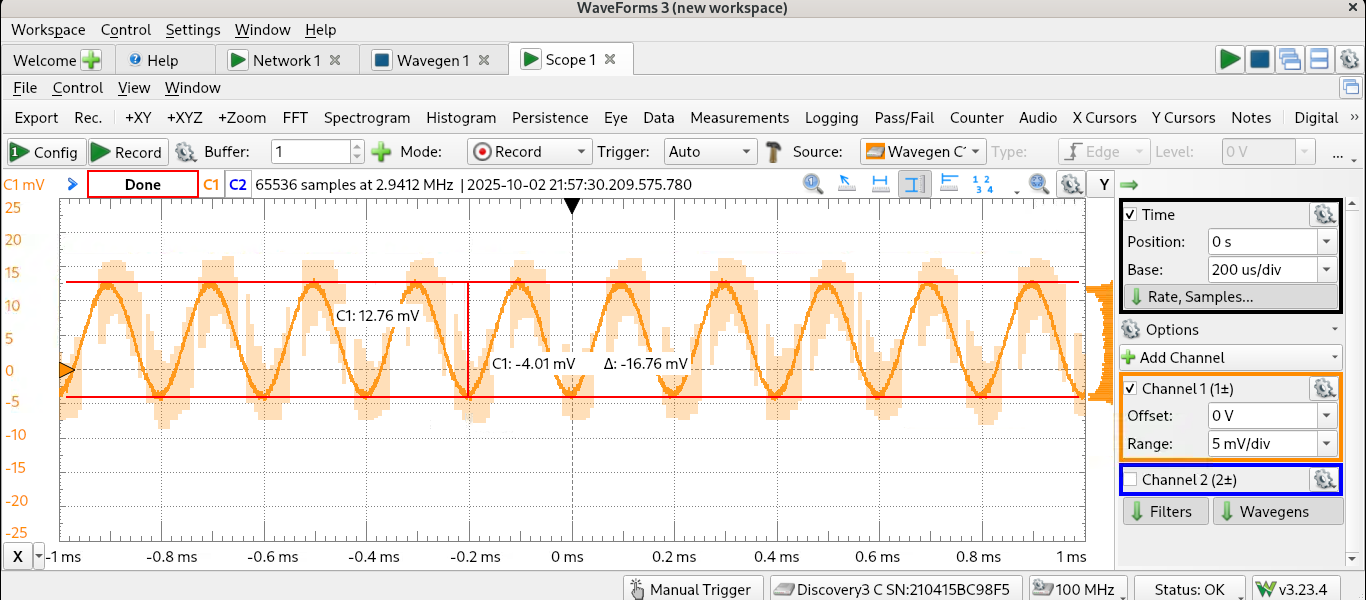 WaveForms 3 (new workspace)
Workspace Control Settings Window Help
Welcome Help Network 1 Wavegen 1 Scope 1
File Control View Window
Export Rec. +XY +XYZ +Zoom FFT Spectrogram Histogram Persistence Eye Data Measurements Logging Pass/Fail Counter Audio X Cursors Y Cursors Notes Digital »
1 Config Record Buffer: 1 Mode: Record Trigger: Auto Source: Wavegen C Type: Edge Level: 0 V ...
C1 mV Done C1 C2 65536 samples at 2.9412 MHz | 2025-10-02 21:57:30.209.575.780 1 2 3 4 Y
25
20
15
10
5
0
-5
-10
-15
-20
-25
C1: 12.76 mV
C1: -4.01 mV Δ: -16.76 mV
X -1 ms -0.8 ms -0.6 ms -0.4 ms -0.2 ms 0 ms 0.2 ms 0.4 ms 0.6 ms 0.8 ms 1 ms
Time
Position: 0 s
Base: 200 us/div
Rate, Samples...
Options
Add Channel
Channel 1 (1±)
Offset: 0 V
Range: 5 mV/div
Channel 2 (2±)
Filters Wavegens
Manual Trigger Discovery3 C SN:210415BC98F5 100 MHz Status: OK v3.23.4